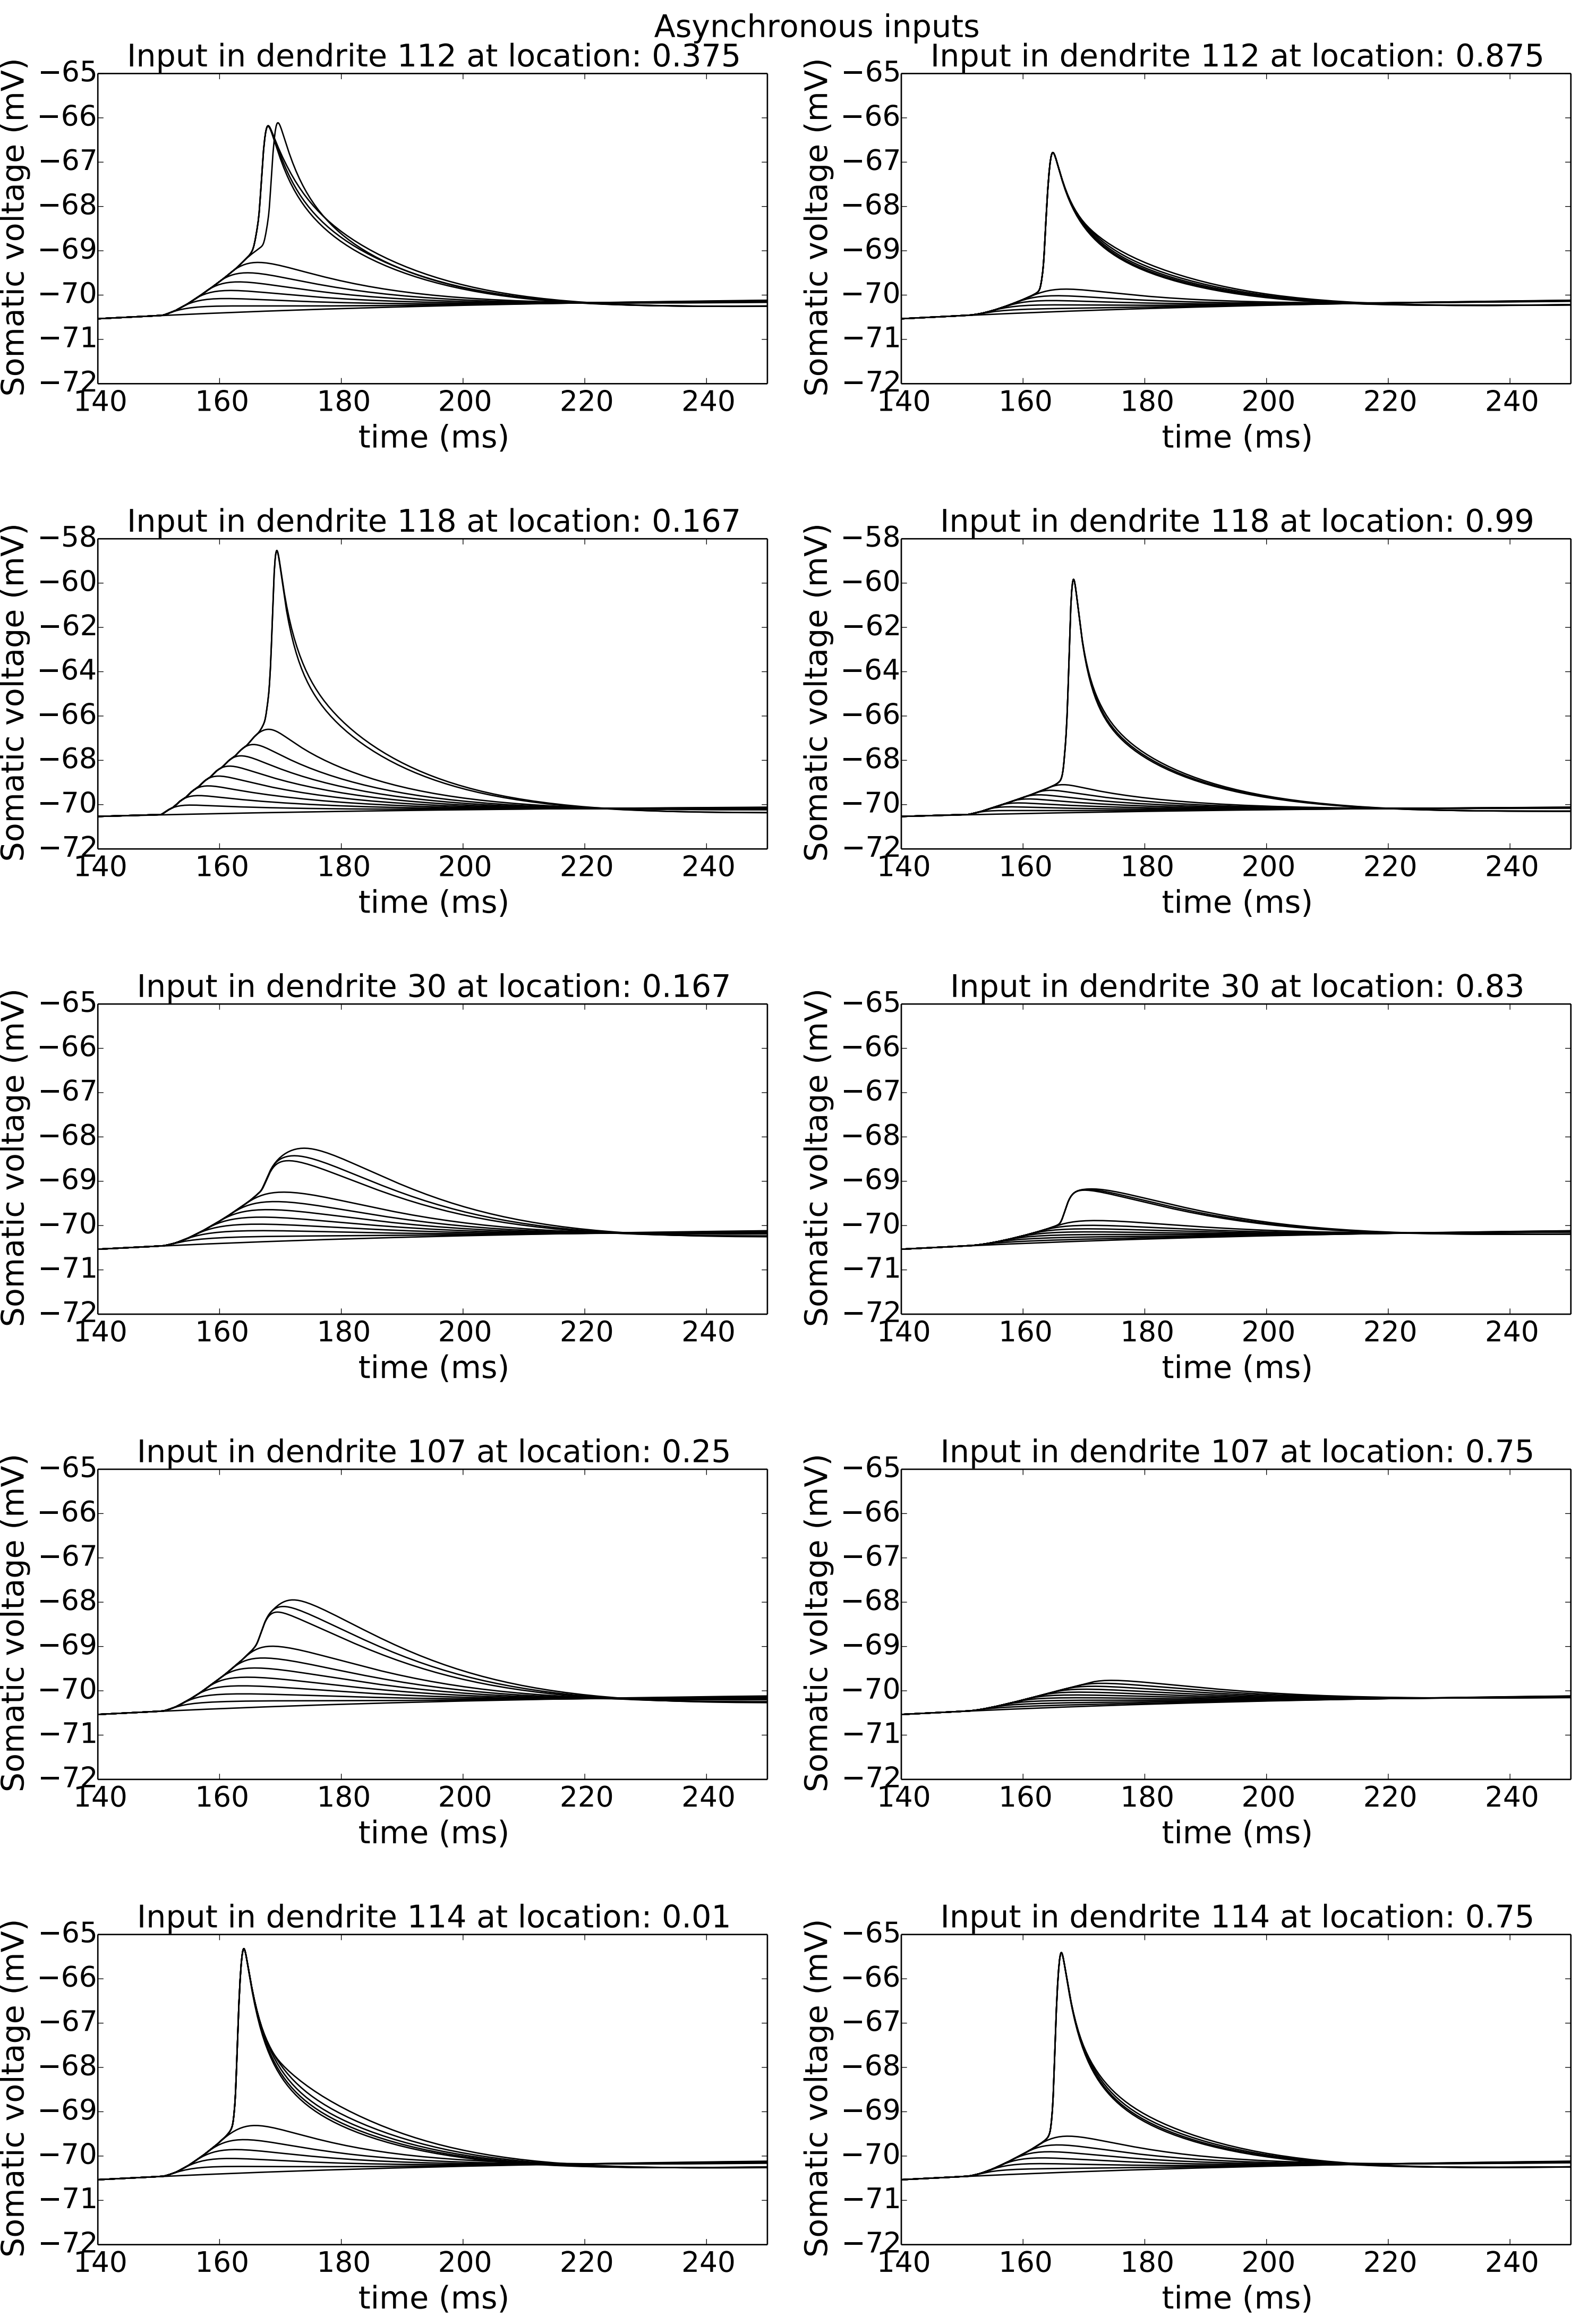 Asynchronous inputs
Input in dendrite 112 at location: 0.375
Somatic voltage (mV)
−65
−66
−67
−68
−69
−70
−71
−72
140 160 180 200 220 240
time (ms)
Input in dendrite 112 at location: 0.875
Somatic voltage (mV)
−65
−66
−67
−68
−69
−70
−71
−72
140 160 180 200 220 240
time (ms)
Input in dendrite 118 at location: 0.167
Somatic voltage (mV)
−58
−60
−62
−64
−66
−68
−70
−72
140 160 180 200 220 240
time (ms)
Input in dendrite 118 at location: 0.99
Somatic voltage (mV)
−58
−60
−62
−64
−66
−68
−70
−72
140 160 180 200 220 240
time (ms)
Input in dendrite 30 at location: 0.167
Somatic voltage (mV)
−65
−66
−67
−68
−69
−70
−71
−72
140 160 180 200 220 240
time (ms)
Input in dendrite 30 at location: 0.83
Somatic voltage (mV)
−65
−66
−67
−68
−69
−70
−71
−72
140 160 180 200 220 240
time (ms)
Input in dendrite 107 at location: 0.25
Somatic voltage (mV)
−65
−66
−67
−68
−69
−70
−71
−72
140 160 180 200 220 240
time (ms)
Input in dendrite 107 at location: 0.75
Somatic voltage (mV)
−65
−66
−67
−68
−69
−70
−71
−72
140 160 180 200 220 240
time (ms)
Input in dendrite 114 at location: 0.01
Somatic voltage (mV)
−65
−66
−67
−68
−69
−70
−71
−72
140 160 180 200 220 240
time (ms)
Input in dendrite 114 at location: 0.75
Somatic voltage (mV)
−65
−66
−67
−68
−69
−70
−71
−72
140 160 180 200 220 240
time (ms)